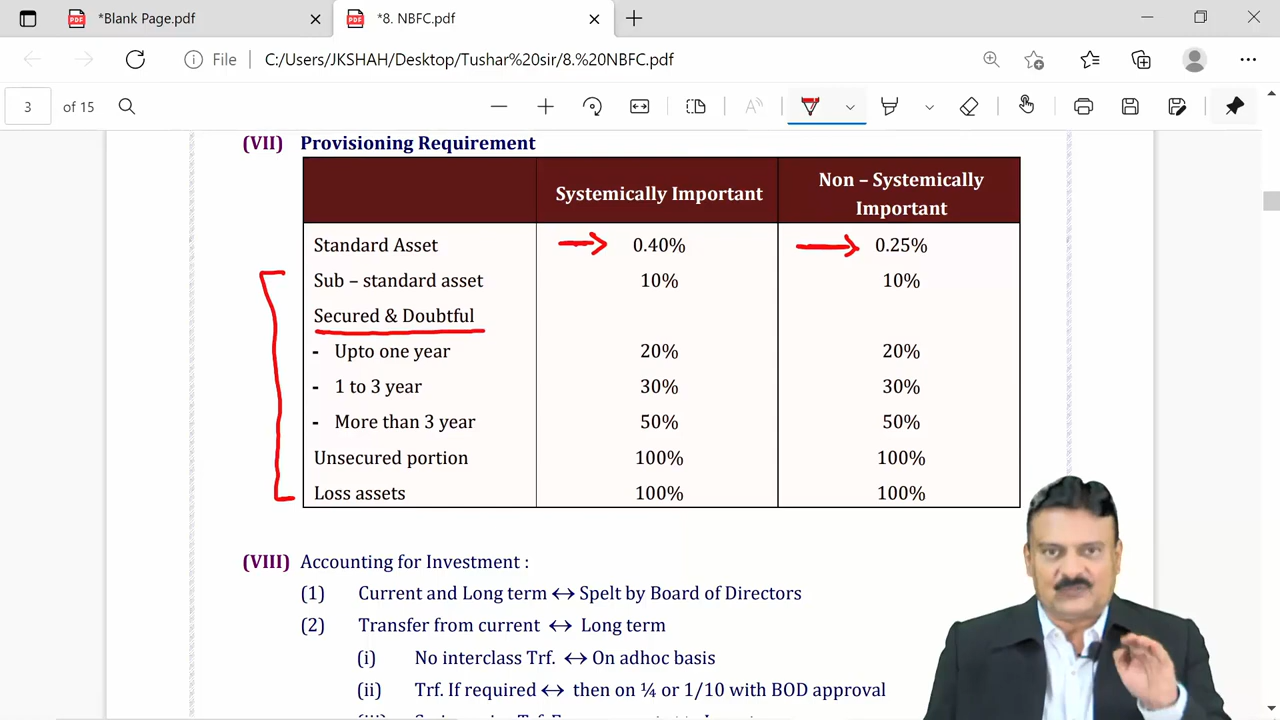 *Blank Page.pdf
*8. NBFC.pdf
File C:/Users/JKSHAH/Desktop/Tushar%20sir/8.%20NBFC.pdf
3 of 15
(VII) Provisioning Requirement
Systemically Important
Non – Systemically Important
Standard Asset 0.40% 0.25%
Sub – standard asset 10% 10%
Secured & Doubtful
- Upto one year 20% 20%
- 1 to 3 year 30% 30%
- More than 3 year 50% 50%
Unsecured portion 100% 100%
Loss assets 100% 100%
(VIII) Accounting for Investment :
(1) Current and Long term ↔ Spelt by Board of Directors
(2) Transfer from current ↔ Long term
(i) No interclass Trf. ↔ On adhoc basis
(ii) Trf. If required ↔ then on ¼ or 1/10 with BOD approval